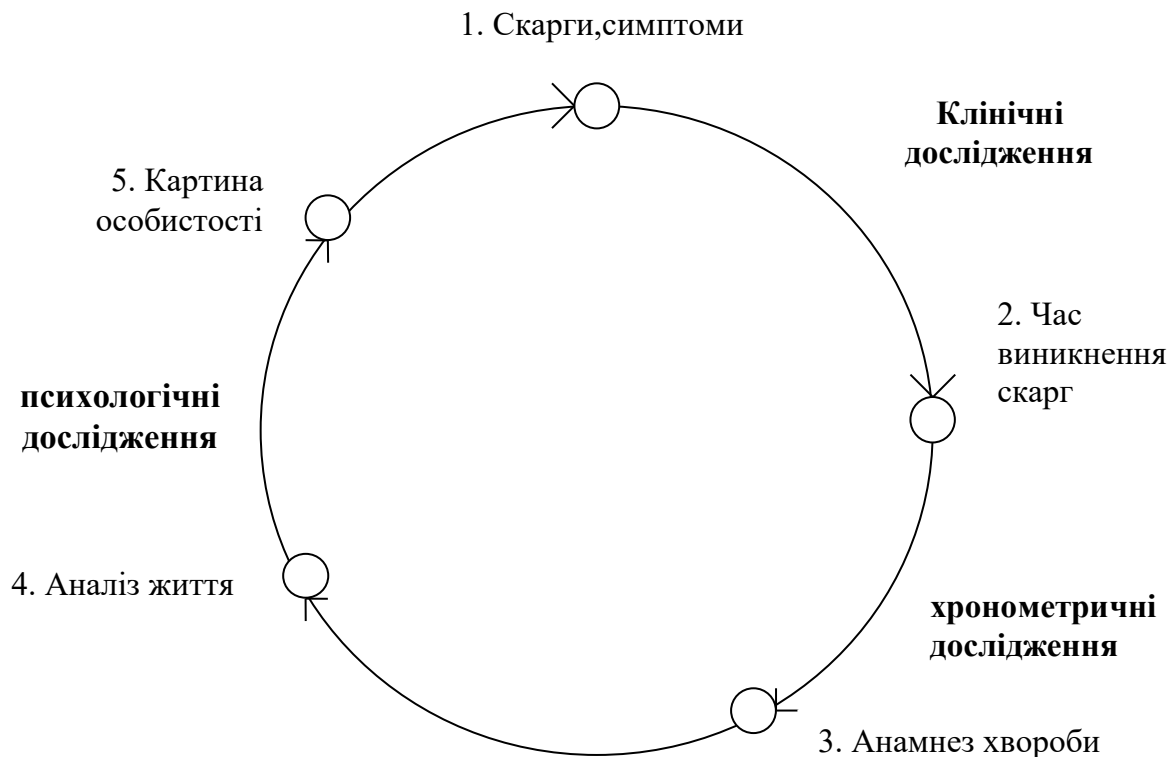 1. Скарги,симптоми
Клінічні
дослідження
5. Картина
особистості
2. Час
виникнення
скарг
психологічні
дослідження
4. Аналіз життя
хронометричні
дослідження
3. Анамнез хвороби